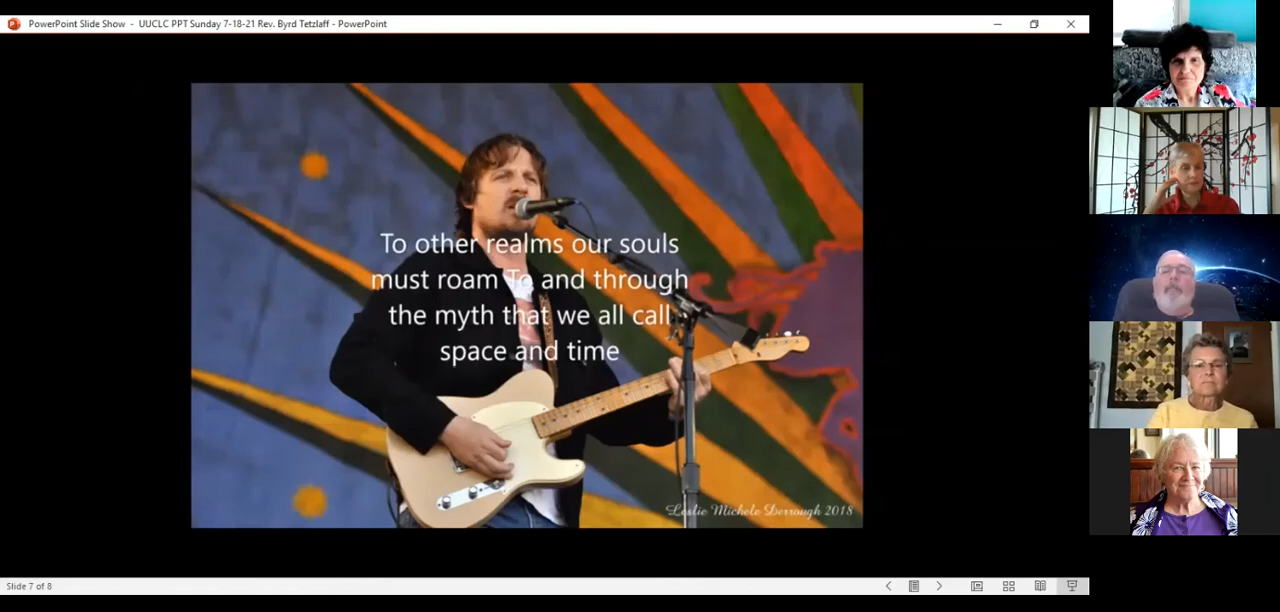 PowerPoint Slide Show - UUCLC PPT Sunday 7-18-21 Rev. Byrd Tetzlaff - PowerPoint
To other realms our souls
must roam To and through
the myth that we all call
space and time
Leslie Michele Derrough 2018
Slide 7 of 8